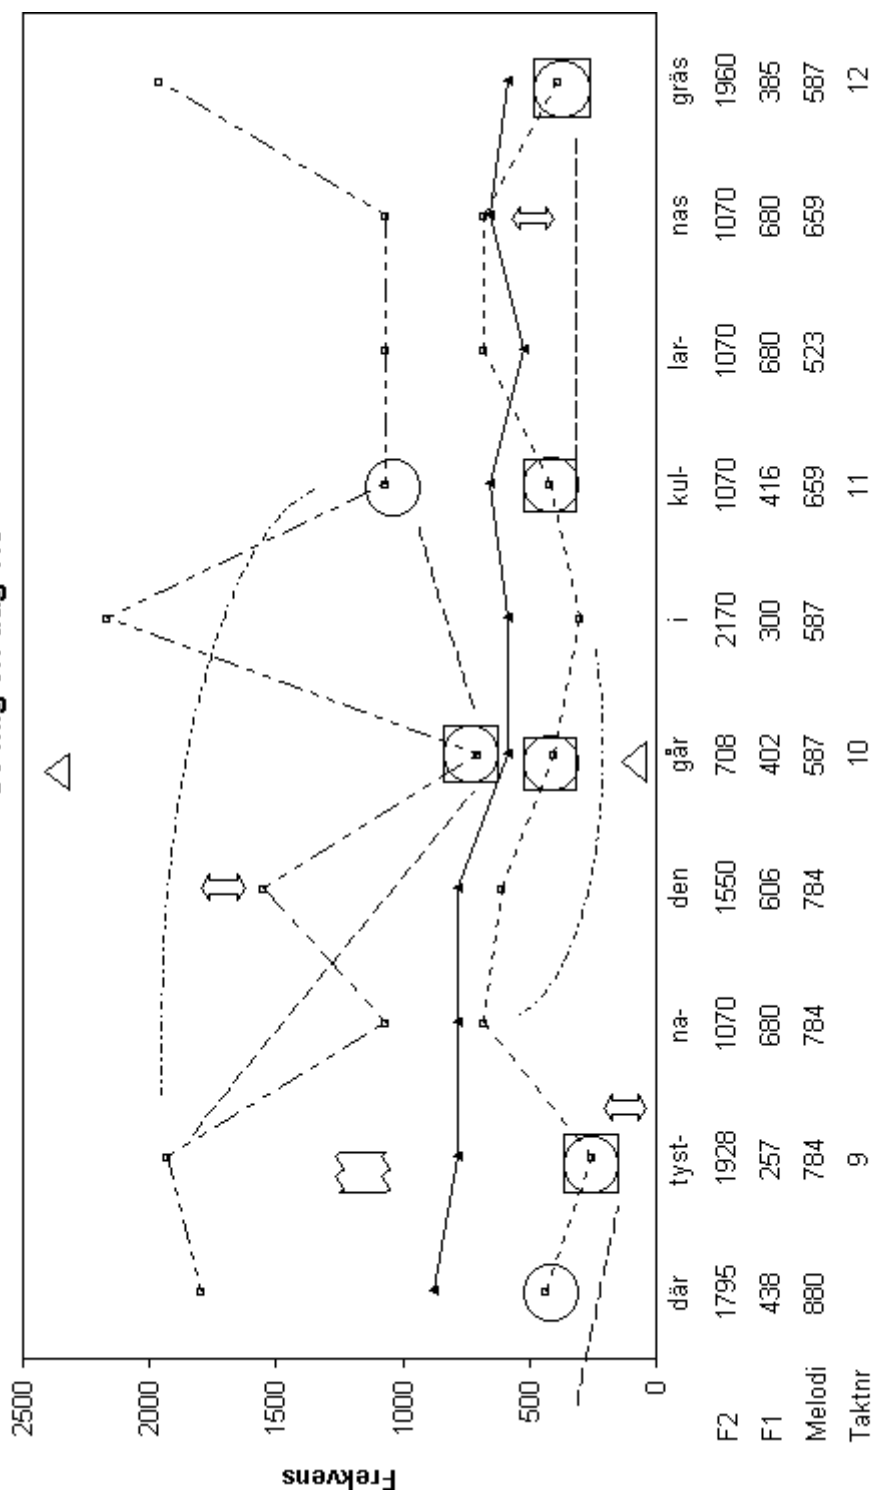 Frekvens
2500
2000
1500
1000
500
0
där tyst- na- den går i kul- lar- nas gräs
F2 1795 1928 1070 1550 708 2170 1070 1070 1070 1960
F1 438 257 680 606 402 300 416 680 680 385
Melodi 880 784 784 784 587 587 659 523 659 587
Taktnr 9 10 11 12